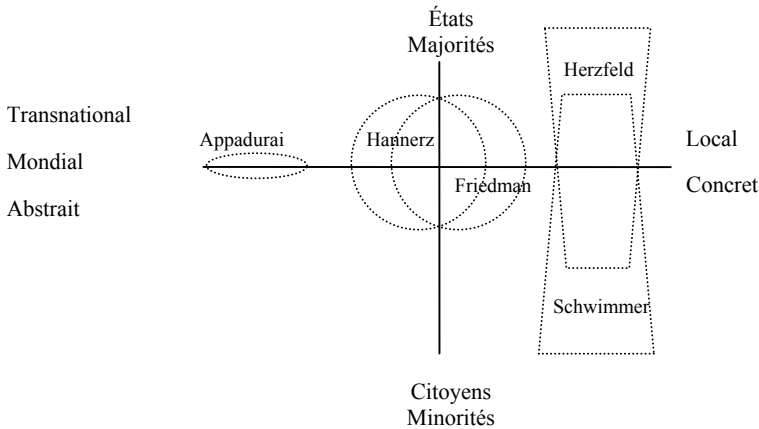 États
Majorités
Herzfeld
Transnational
Appadurai
Hannerz
Local
Mondial
Friedman
Concret
Abstrait
Schwimmer
Citoyens
Minorités